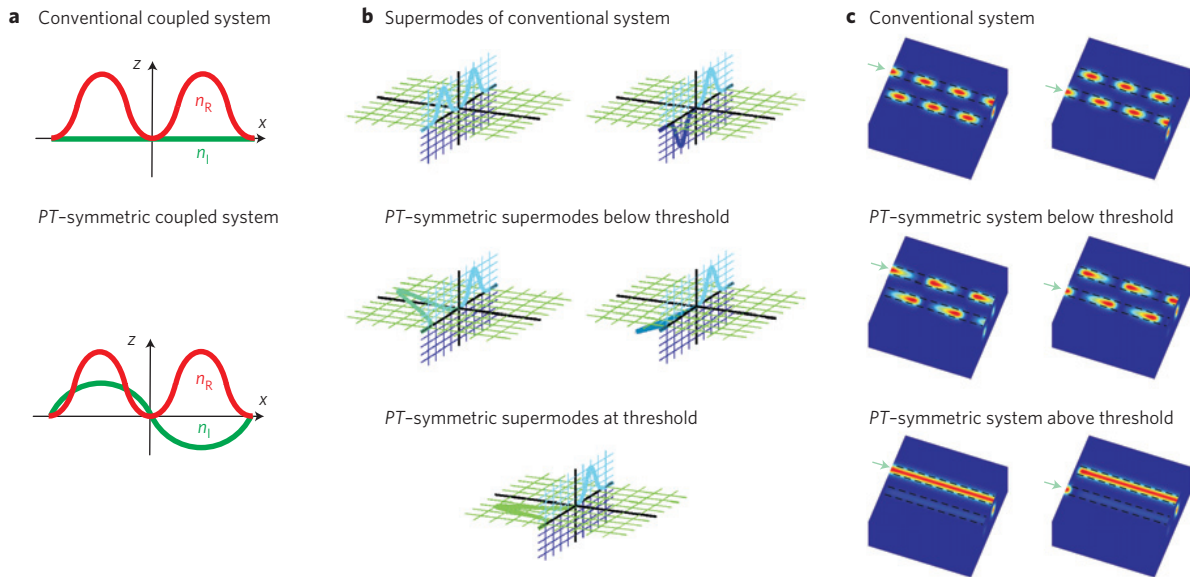 a Conventional coupled system
z
n_R
x
n_I
PT–symmetric coupled system
z
n_R
x
n_I
b Supermodes of conventional system
PT–symmetric supermodes below threshold
PT–symmetric supermodes at threshold
c Conventional system
PT–symmetric system below threshold
PT–symmetric system above threshold